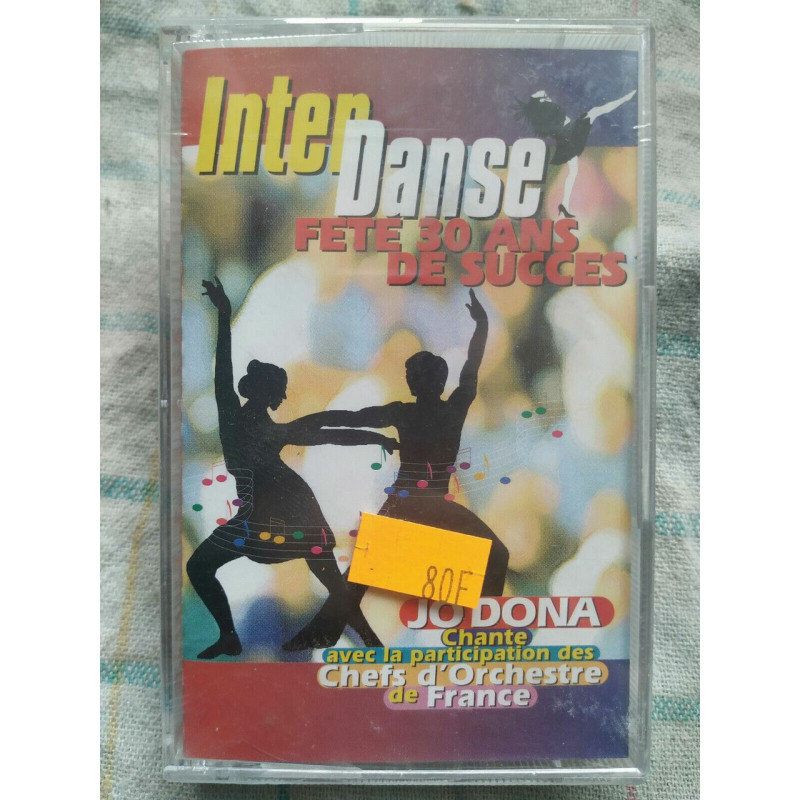 Inter
Danse
FETE 30 ANS
DE SUCCES
80F
JO DONA
Chante
avec la participation des
Chefs d'Orchestre
de France